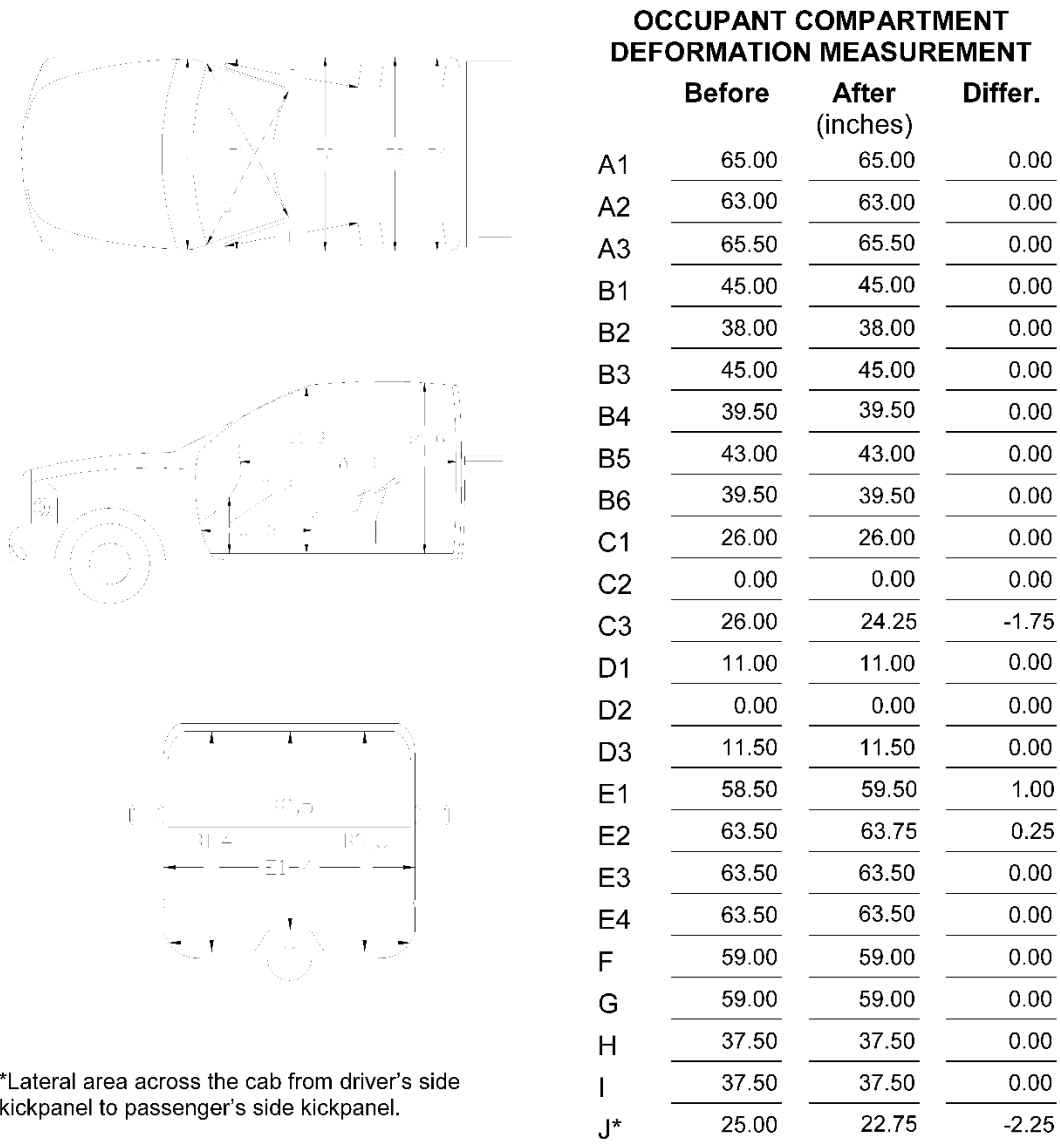 OCCUPANT COMPARTMENT
DEFORMATION MEASUREMENT
Before After Differ.
(inches)
A1 65.00 65.00 0.00
A2 63.00 63.00 0.00
A3 65.50 65.50 0.00
B1 45.00 45.00 0.00
B2 38.00 38.00 0.00
B3 45.00 45.00 0.00
B4 39.50 39.50 0.00
B5 43.00 43.00 0.00
B6 39.50 39.50 0.00
C1 26.00 26.00 0.00
C2 0.00 0.00 0.00
C3 26.00 24.25 -1.75
D1 11.00 11.00 0.00
D2 0.00 0.00 0.00
D3 11.50 11.50 0.00
E1 58.50 59.50 1.00
E2 63.50 63.75 0.25
E3 63.50 63.50 0.00
E4 63.50 63.50 0.00
F 59.00 59.00 0.00
G 59.00 59.00 0.00
H 37.50 37.50 0.00
I 37.50 37.50 0.00
J* 25.00 22.75 -2.25
*Lateral area across the cab from driver's side
kickpanel to passenger's side kickpanel.